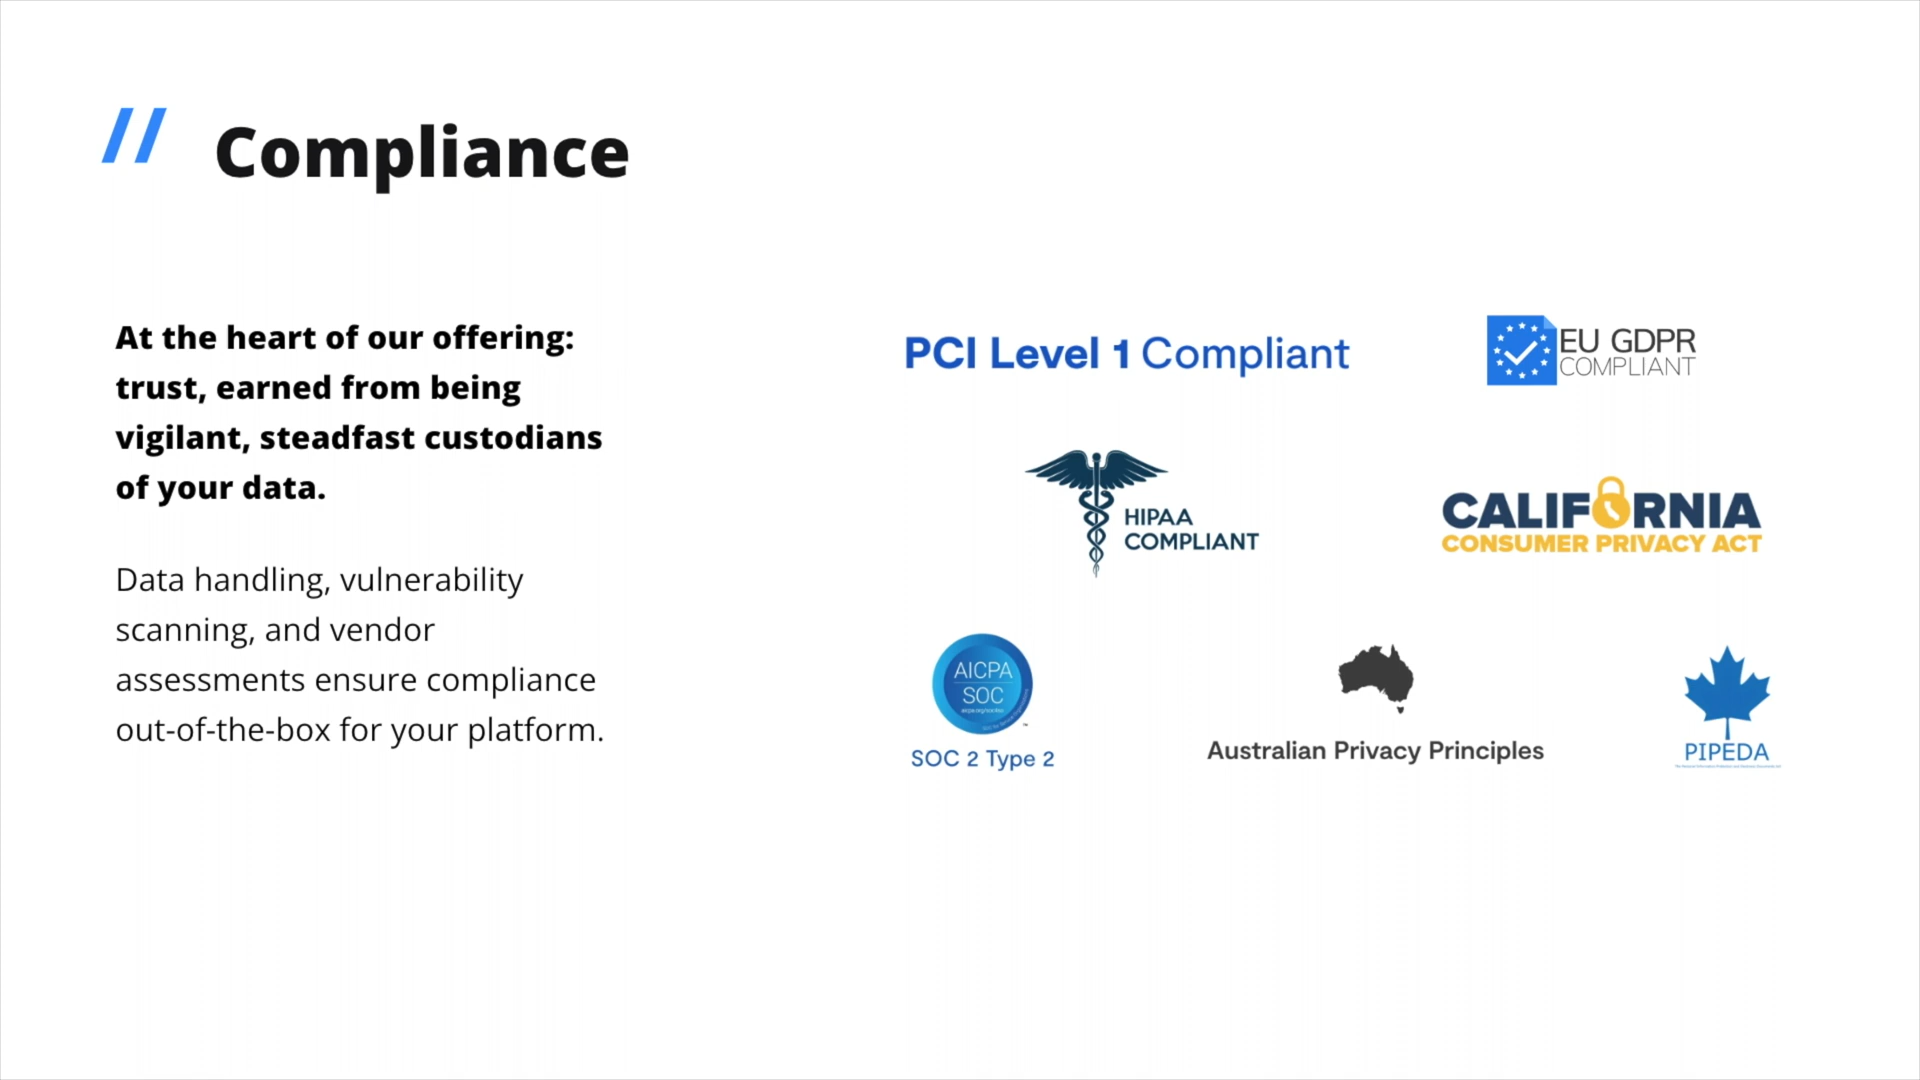 //
Compliance
At the heart of our offering:
trust, earned from being
vigilant, steadfast custodians
of your data.
Data handling, vulnerability
scanning, and vendor
assessments ensure compliance
out-of-the-box for your platform.
PCI Level 1 Compliant
EU GDPR
COMPLIANT
HIPAA
COMPLIANT
CALIFORNIA
CONSUMER PRIVACY ACT
AICPA
SOC
SOC 2 Type 2
Australian Privacy Principles
PIPEDA